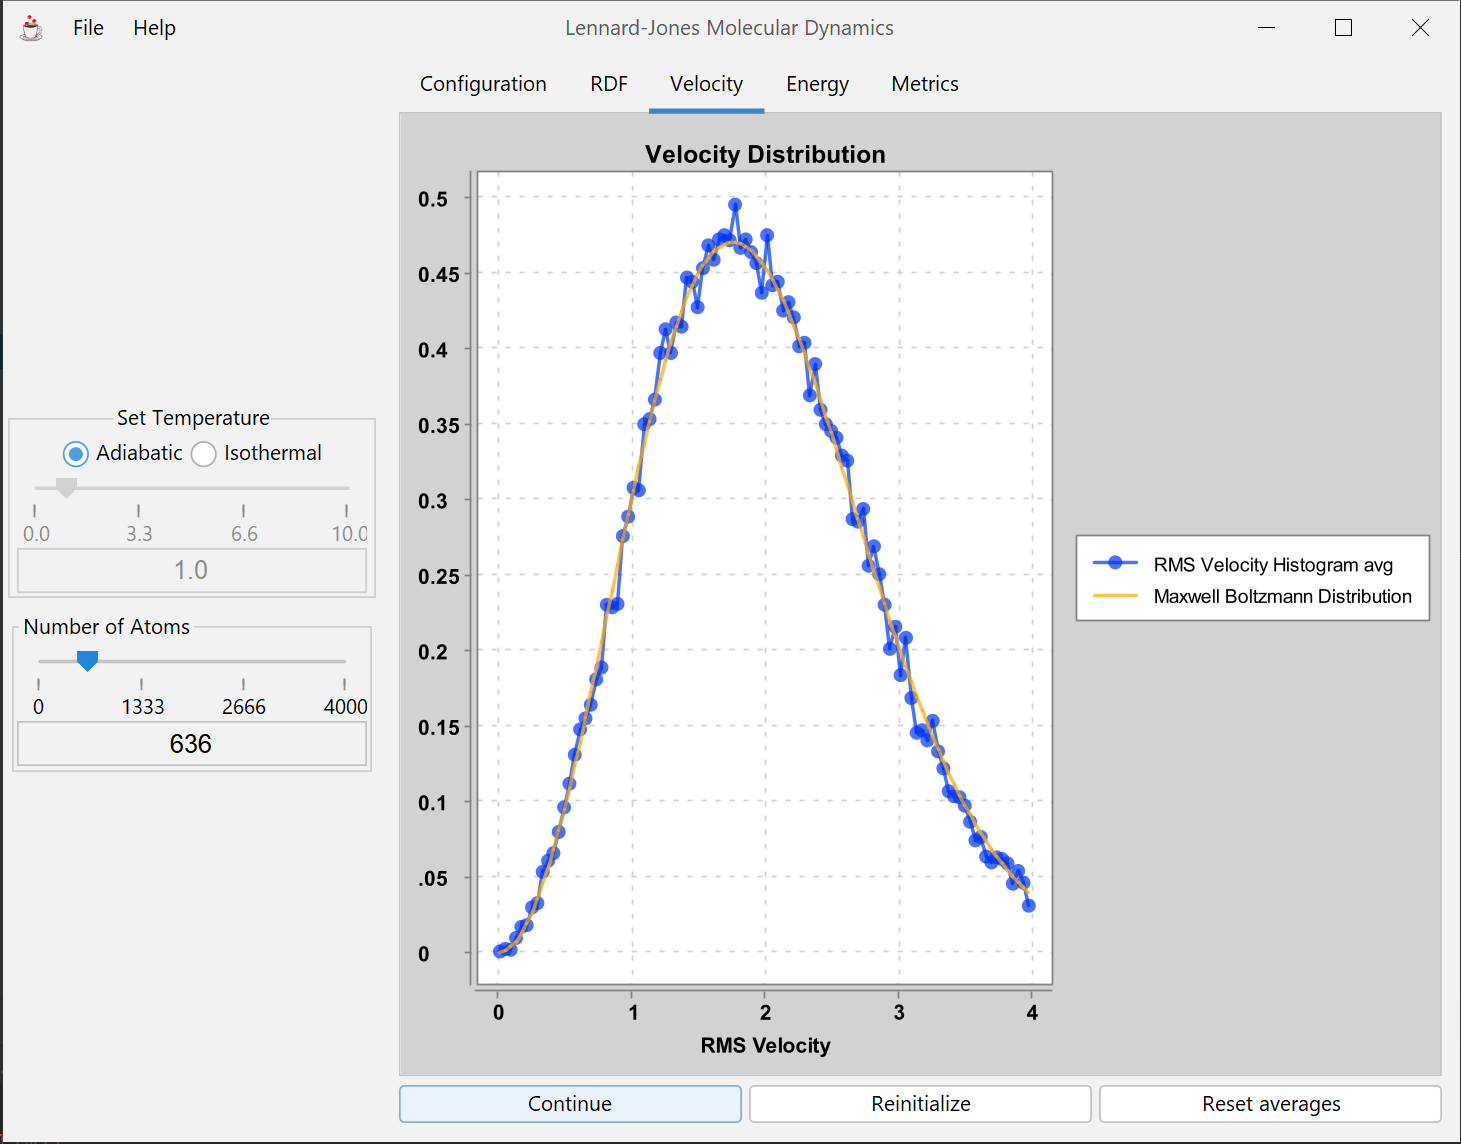 File Help Lennard-Jones Molecular Dynamics
Configuration RDF Velocity Energy Metrics
Velocity Distribution
0.5
0.45
0.4
0.35
0.3
0.25
0.2
0.15
0.1
.05
0
0 1 2 3 4
RMS Velocity
RMS Velocity Histogram avg
Maxwell Boltzmann Distribution
Set Temperature
Adiabatic Isothermal
0.0 3.3 6.6 10.0
1.0
Number of Atoms
0 1333 2666 4000
636
Continue Reinitialize Reset averages